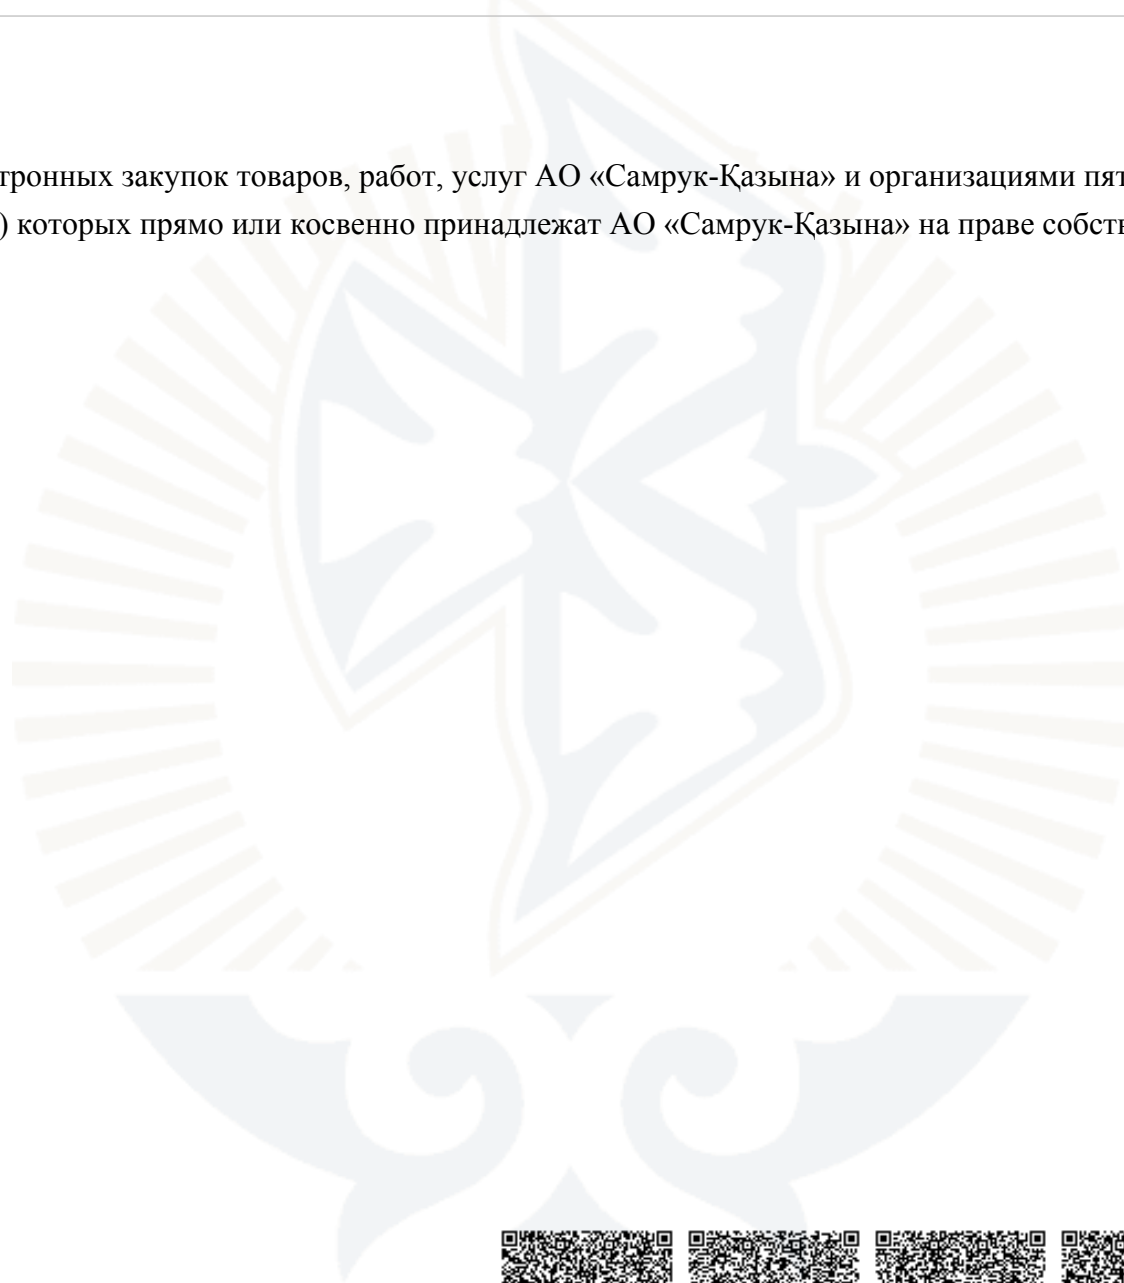 тронных закупок товаров, работ, услуг АО «Самрук-Қазына» и организациями пят
) которых прямо или косвенно принадлежат АО «Самрук-Қазына» на праве собств